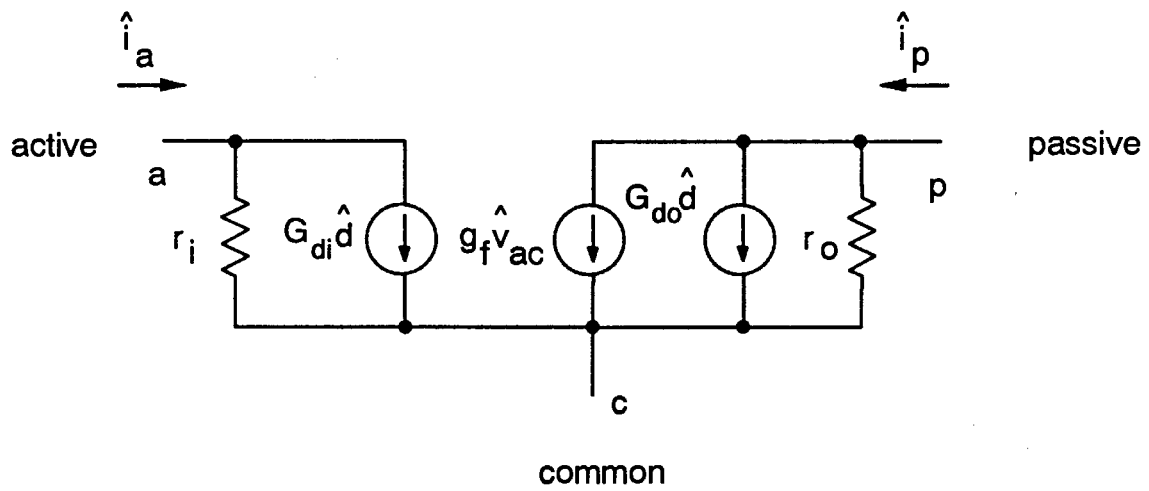 î_a
î_p
active
passive
a
p
r_i
G_di d̂
g_f v̂_ac
G_do d̂
r_o
c
common